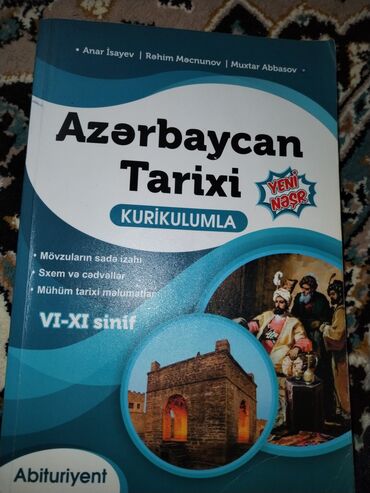 • Anar İsayev | Rəhim Məcnunov | Muxtar Abbasov •
Azərbaycan
Tarixi
YENİ
NƏŞR
KURİKULUMLA
• Mövzuların sadə izahı
• Sxem və cədvəllər
• Mühüm tarixi məlumatlar
VI-XI sinif
Abituriyent